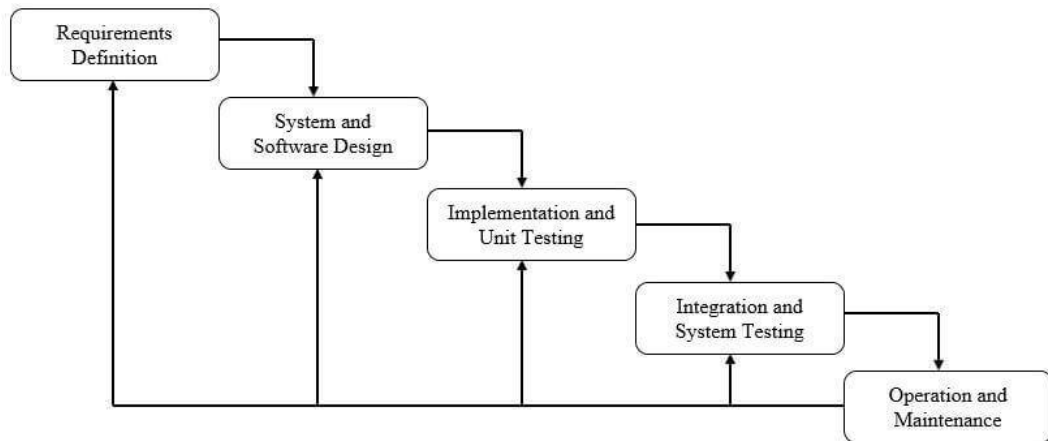 Requirements
Definition
System and
Software Design
Implementation and
Unit Testing
Integration and
System Testing
Operation and
Maintenance